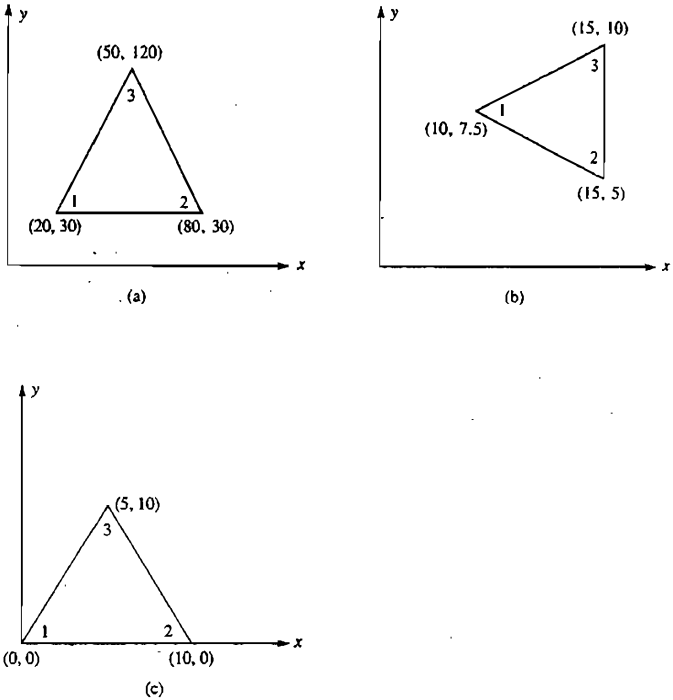 y
(50, 120)
3
1
2
(20, 30)
(80, 30)
x
(a)
y
(15, 10)
3
1
(10, 7.5)
2
(15, 5)
x
(b)
y
(5, 10)
3
1
2
x
(0, 0)
(10, 0)
(c)